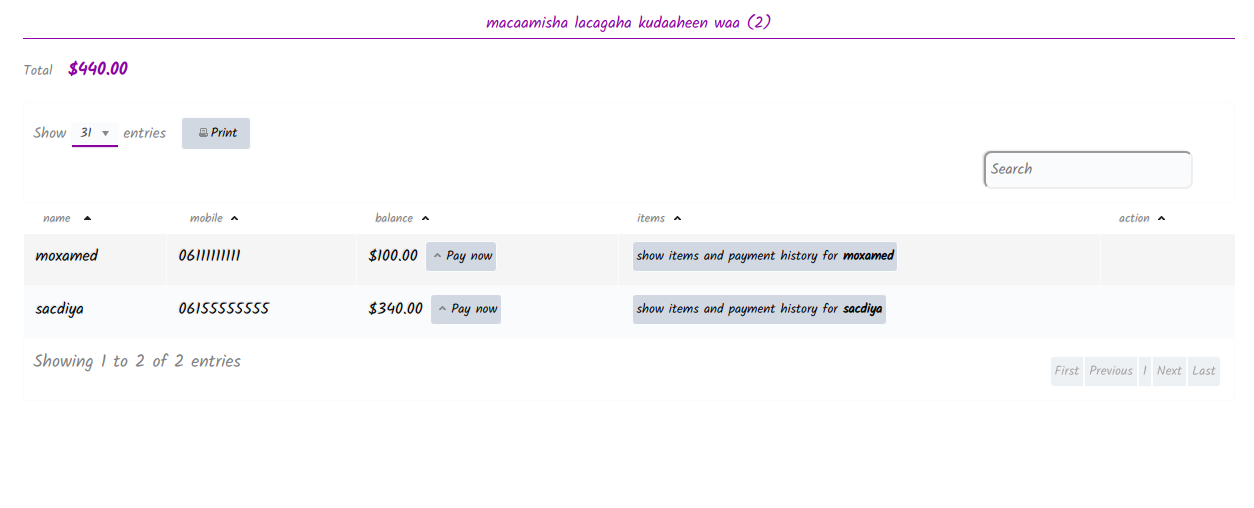 macaamisha lacagaha kudaaheen waa (2)
Total $440.00
Show 31 entries Print
Search
name mobile balance items action
moxamed 06111111111 $100.00 Pay now show items and payment history for moxamed
sacdiya 06155555555 $340.00 Pay now show items and payment history for sacdiya
Showing 1 to 2 of 2 entries
First Previous 1 Next Last